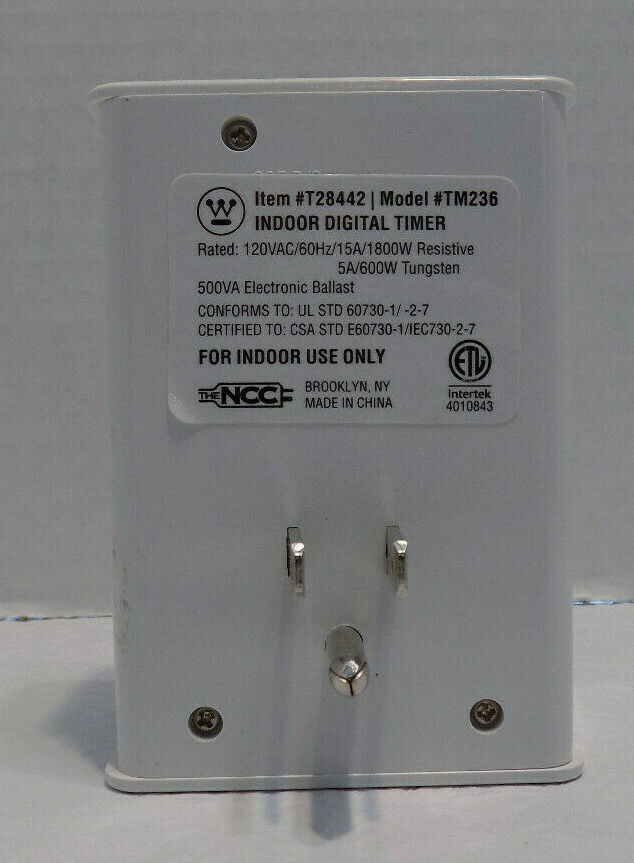 Item #T28442 | Model #TM236
INDOOR DIGITAL TIMER
Rated: 120VAC/60Hz/15A/1800W Resistive
5A/600W Tungsten
500VA Electronic Ballast
CONFORMS TO: UL STD 60730-1/ -2-7
CERTIFIED TO: CSA STD E60730-1/IEC730-2-7
FOR INDOOR USE ONLY
ETL
Intertek
4010843
THE NCC
BROOKLYN, NY
MADE IN CHINA